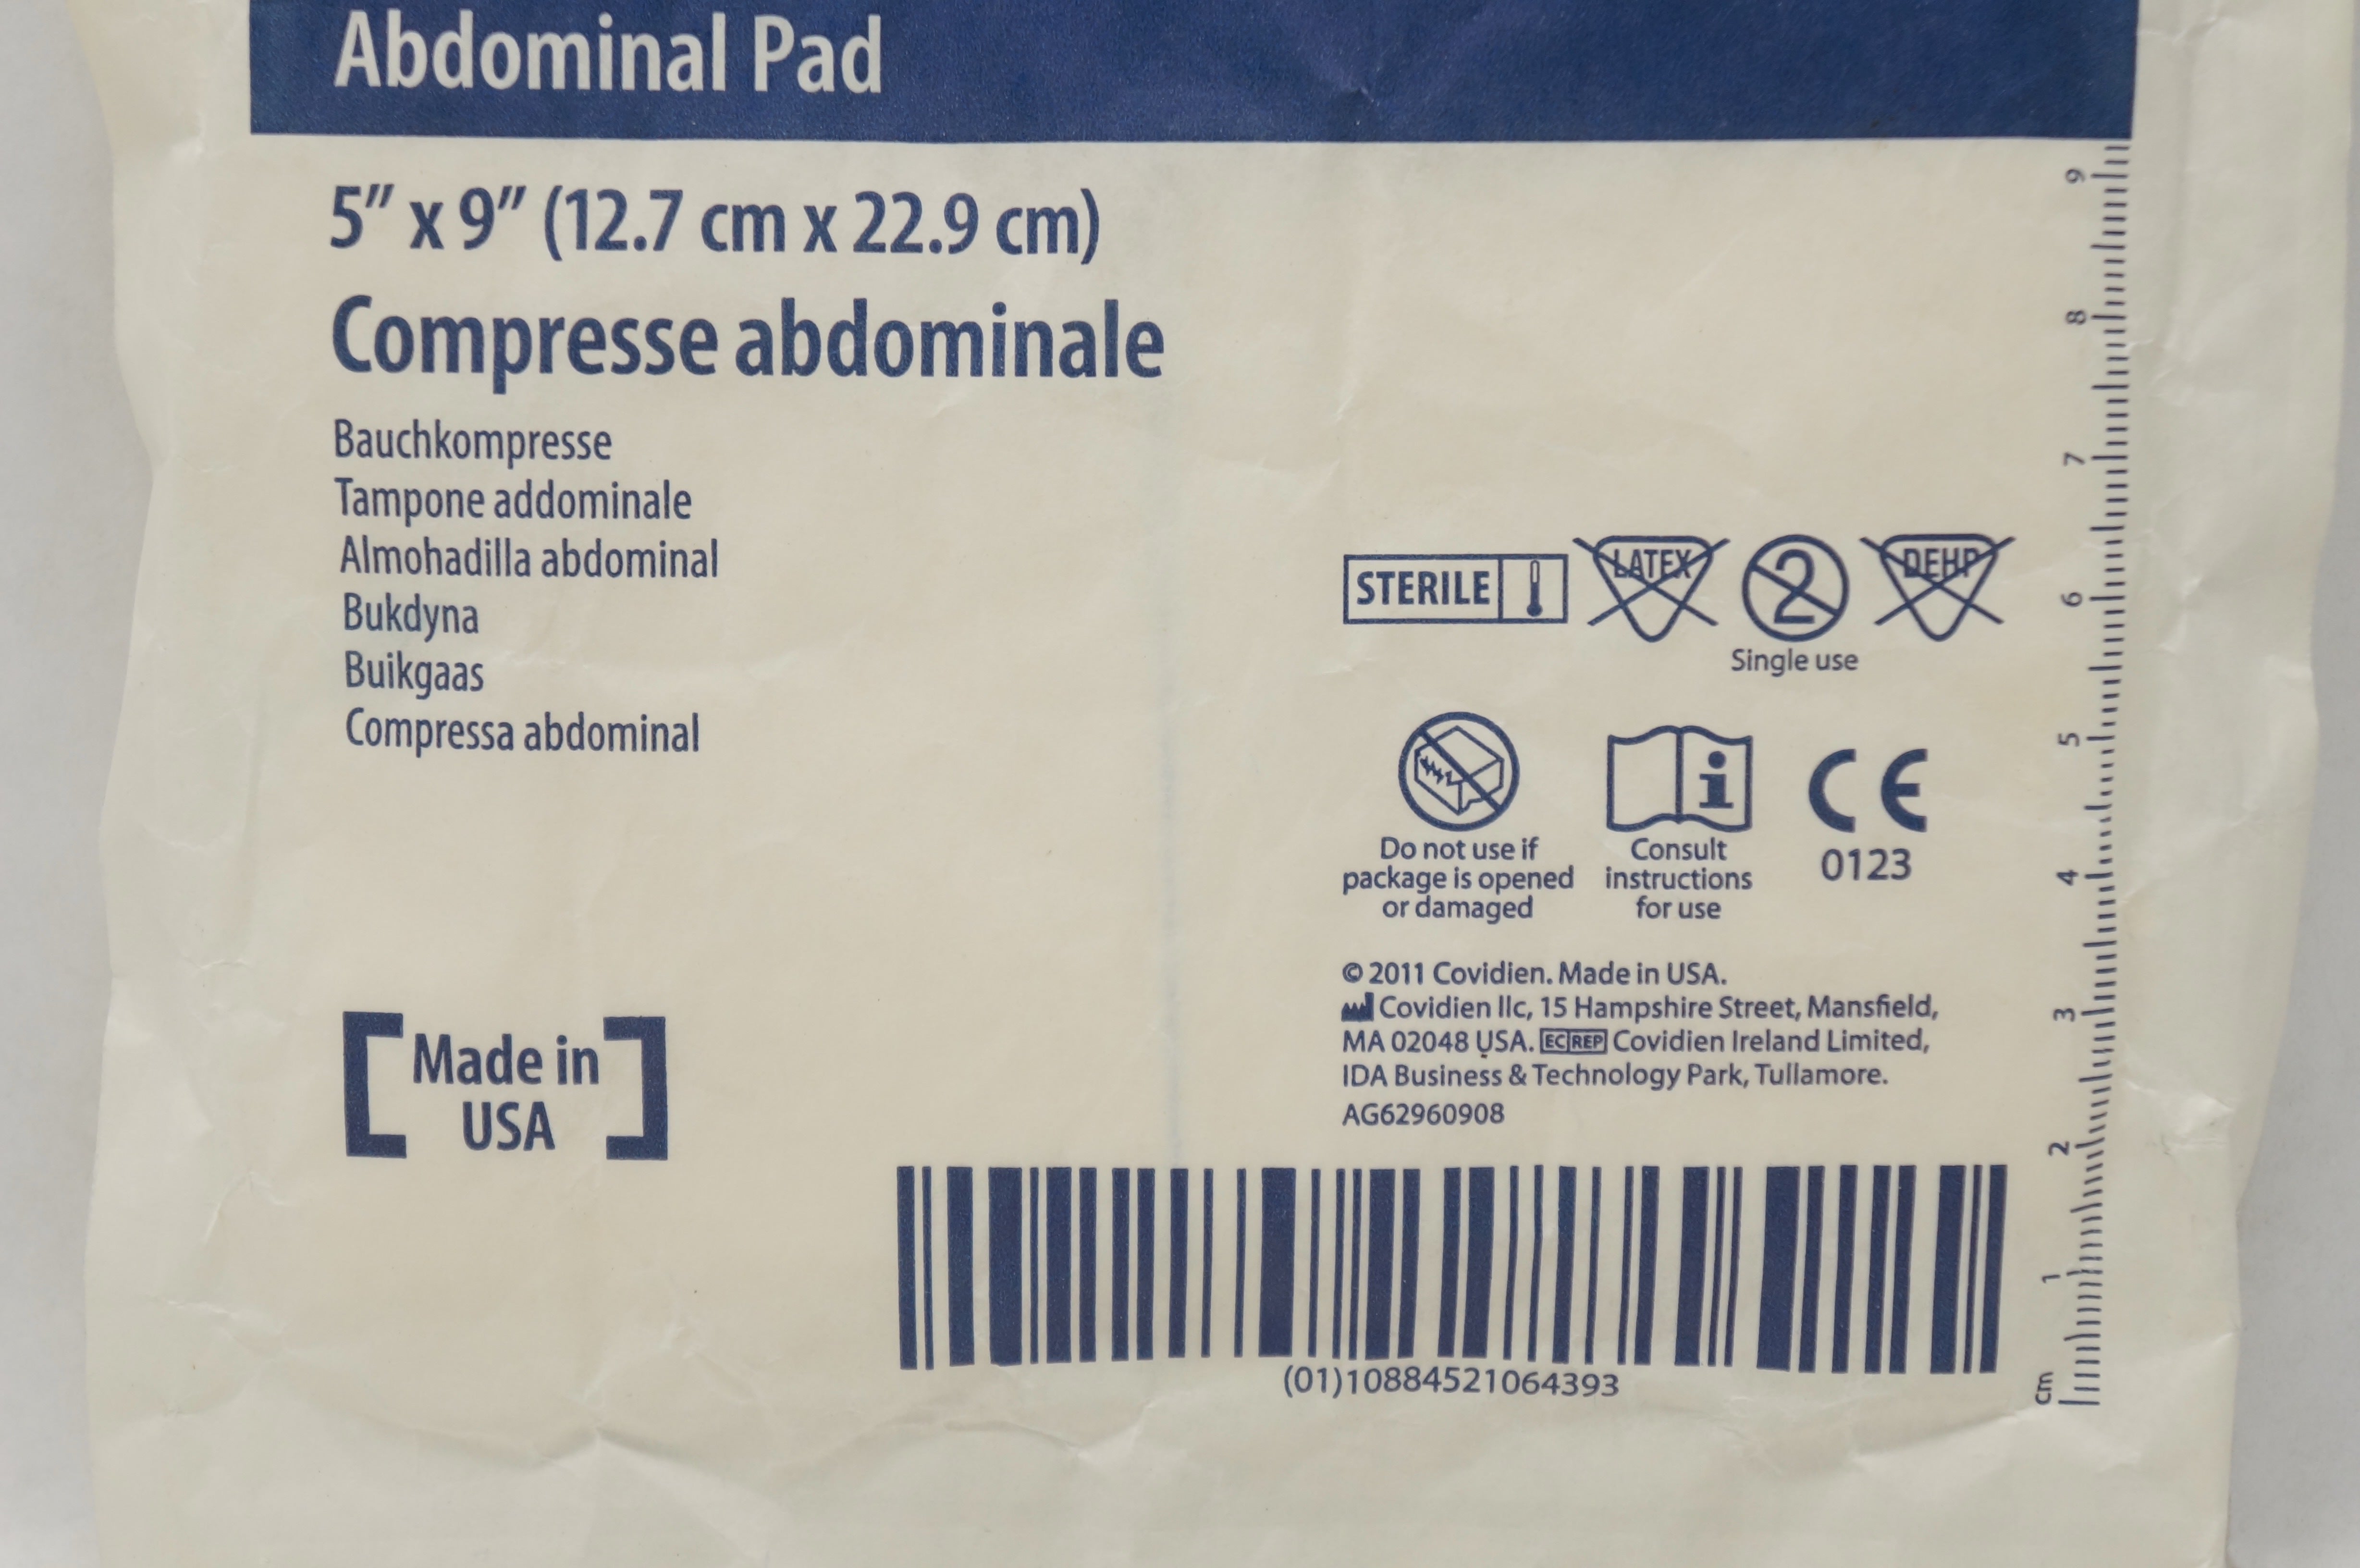 Abdominal Pad
5” x 9” (12.7 cm x 22.9 cm)
Compresse abdominale
Bauchkompresse
Tampone addominale
Almohadilla abdominal
Bukdyna
Buikgaas
Compressa abdominal
Made in
USA
STERILE LATEX 2 DEHP
Single use
Do not use if
package is opened
or damaged
Consult
instructions
for use
CE
0123
© 2011 Covidien. Made in USA.
Covidien llc, 15 Hampshire Street, Mansfield,
MA 02048 USA. EC REP Covidien Ireland Limited,
IDA Business & Technology Park, Tullamore.
AG62960908
(01)10884521064393
9
8
7
6
5
4
3
2
1
cm